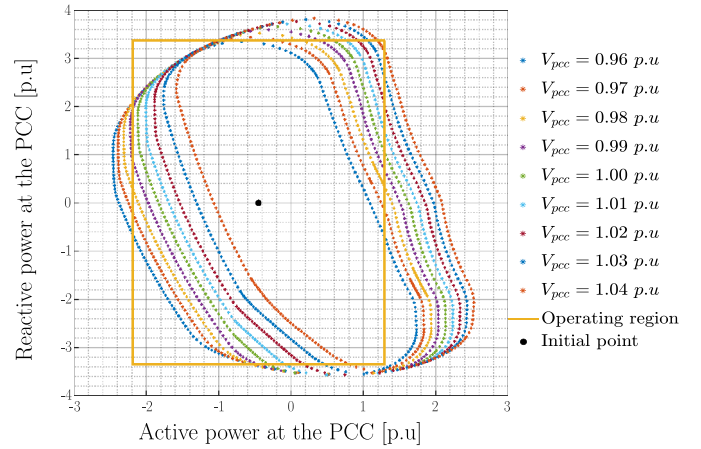 4
3
2
1
0
-1
-2
-3
-4
-3
-2
-1
0
1
2
3
Reactive power at the PCC [p.u]
Active power at the PCC [p.u]
V_pcc = 0.96 p.u
V_pcc = 0.97 p.u
V_pcc = 0.98 p.u
V_pcc = 0.99 p.u
V_pcc = 1.00 p.u
V_pcc = 1.01 p.u
V_pcc = 1.02 p.u
V_pcc = 1.03 p.u
V_pcc = 1.04 p.u
Operating region
Initial point